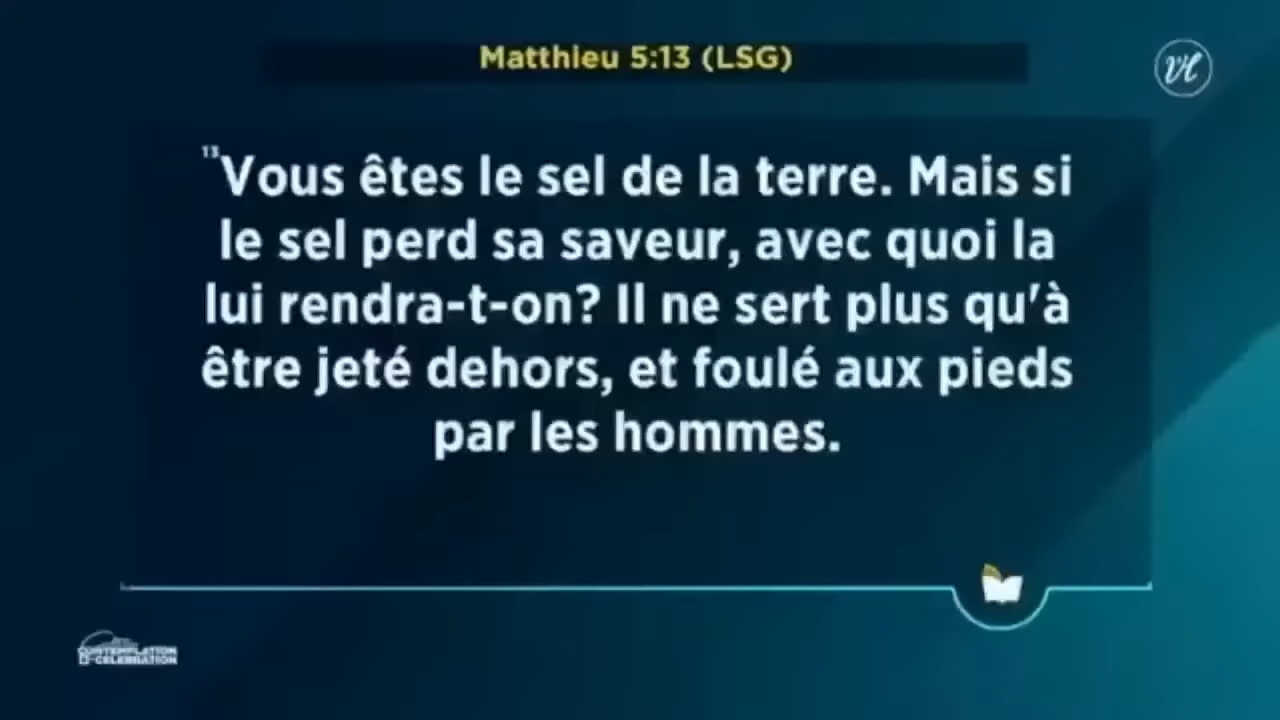 Matthieu 5:13 (LSG)
13 Vous êtes le sel de la terre. Mais si
le sel perd sa saveur, avec quoi la
lui rendra-t-on? Il ne sert plus qu'à
être jeté dehors, et foulé aux pieds
par les hommes.
CONTEMPLATION
CELEBRATION